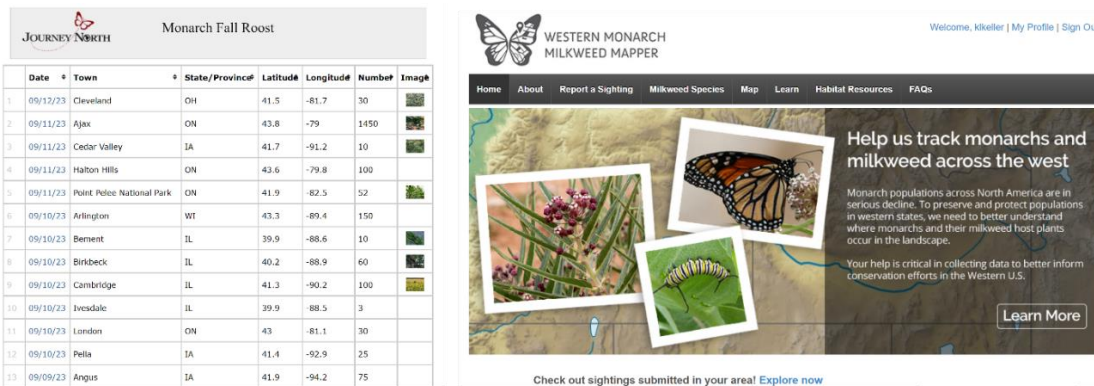 JOURNEY NORTH
Monarch Fall Roost
Date Town State/Province Latitude Longitude Number Image
1 09/12/23 Cleveland OH 41.5 -81.7 30
2 09/11/23 Ajax ON 43.8 -79 1450
3 09/11/23 Cedar Valley IA 41.7 -91.2 10
4 09/11/23 Halton Hills ON 43.6 -79.8 100
5 09/11/23 Point Pelee National Park ON 41.9 -82.5 52
6 09/10/23 Arlington WI 43.3 -89.4 150
7 09/10/23 Bement IL 39.9 -88.6 10
8 09/10/23 Birkbeck IL 40.2 -88.9 60
9 09/10/23 Cambridge IL 41.3 -90.2 100
10 09/10/23 Ivesdale IL 39.9 -88.5 3
11 09/10/23 London ON 43 -81.1 30
12 09/10/23 Pella IA 41.4 -92.9 25
13 09/09/23 Angus IA 41.9 -94.2 75
WESTERN MONARCH
MILKWEED MAPPER
Welcome, klkeller | My Profile | Sign Ou
Home About Report a Sighting Milkweed Species Map Learn Habitat Resources FAQs
Help us track monarchs and
milkweed across the west
Monarch populations across North America are in
serious decline. To preserve and protect populations
in western states, we need to better understand
where monarchs and their milkweed host plants
occur in the landscape.
Your help is critical in collecting data to better inform
conservation efforts in the Western U.S.
Learn More
Check out sightings submitted in your area! Explore now